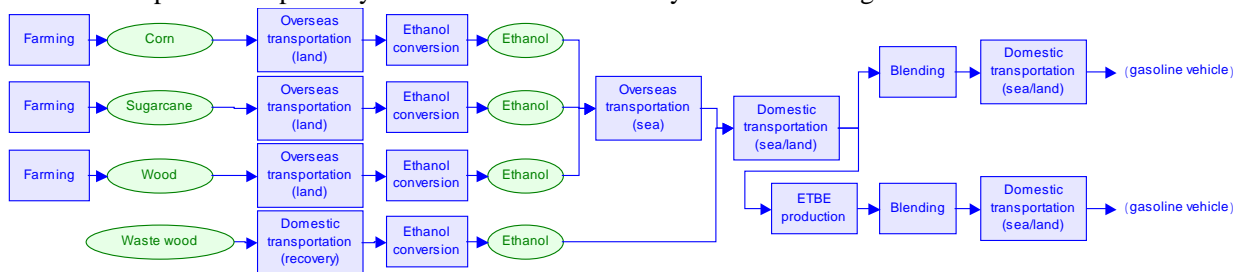 Farming
Corn
Overseas
transportation
(land)
Ethanol
conversion
Ethanol
Farming
Sugarcane
Overseas
transportation
(land)
Ethanol
conversion
Ethanol
Farming
Wood
Overseas
transportation
(land)
Ethanol
conversion
Ethanol
Waste wood
Domestic
transportation
(recovery)
Ethanol
conversion
Ethanol
Overseas
transportation
(sea)
Domestic
transportation
(sea/land)
Blending
Domestic
transportation
(sea/land)
(gasoline vehicle)
ETBE
production
Blending
Domestic
transportation
(sea/land)
(gasoline vehicle)